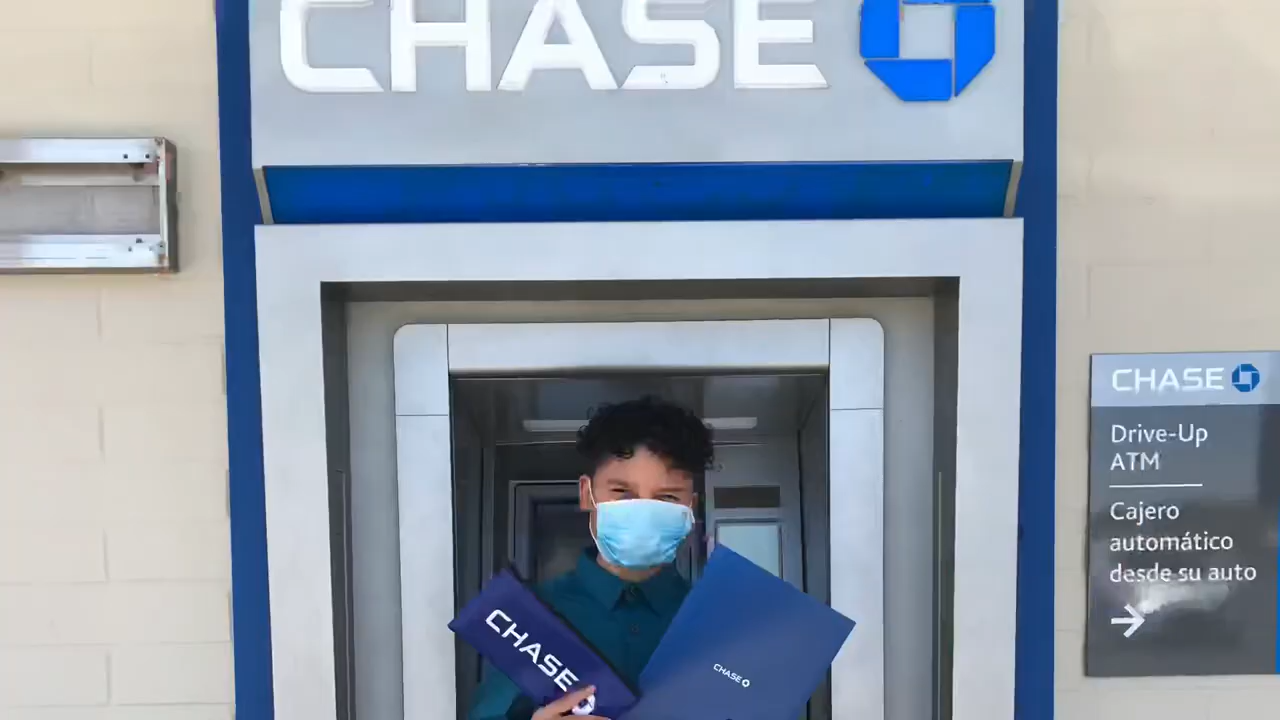 CHASE
CHASE
Drive-Up
ATM
Cajero
automático
desde su auto
CHASE
CHASE